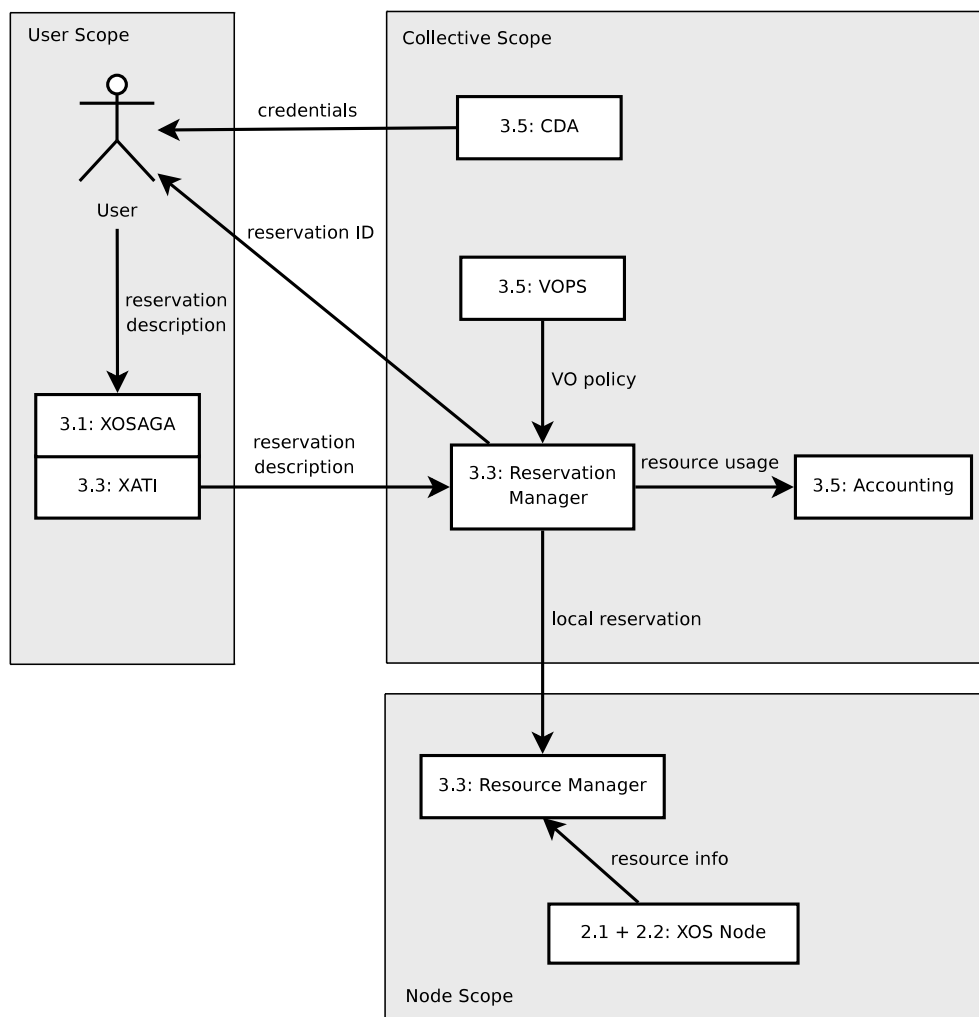 User Scope
Collective Scope
credentials
3.5: CDA
User
reservation ID
3.5: VOPS
reservation
description
VO policy
3.1: XOSAGA
3.3: XATI
reservation
description
3.3: Reservation
Manager
resource usage
3.5: Accounting
local reservation
3.3: Resource Manager
resource info
2.1 + 2.2: XOS Node
Node Scope